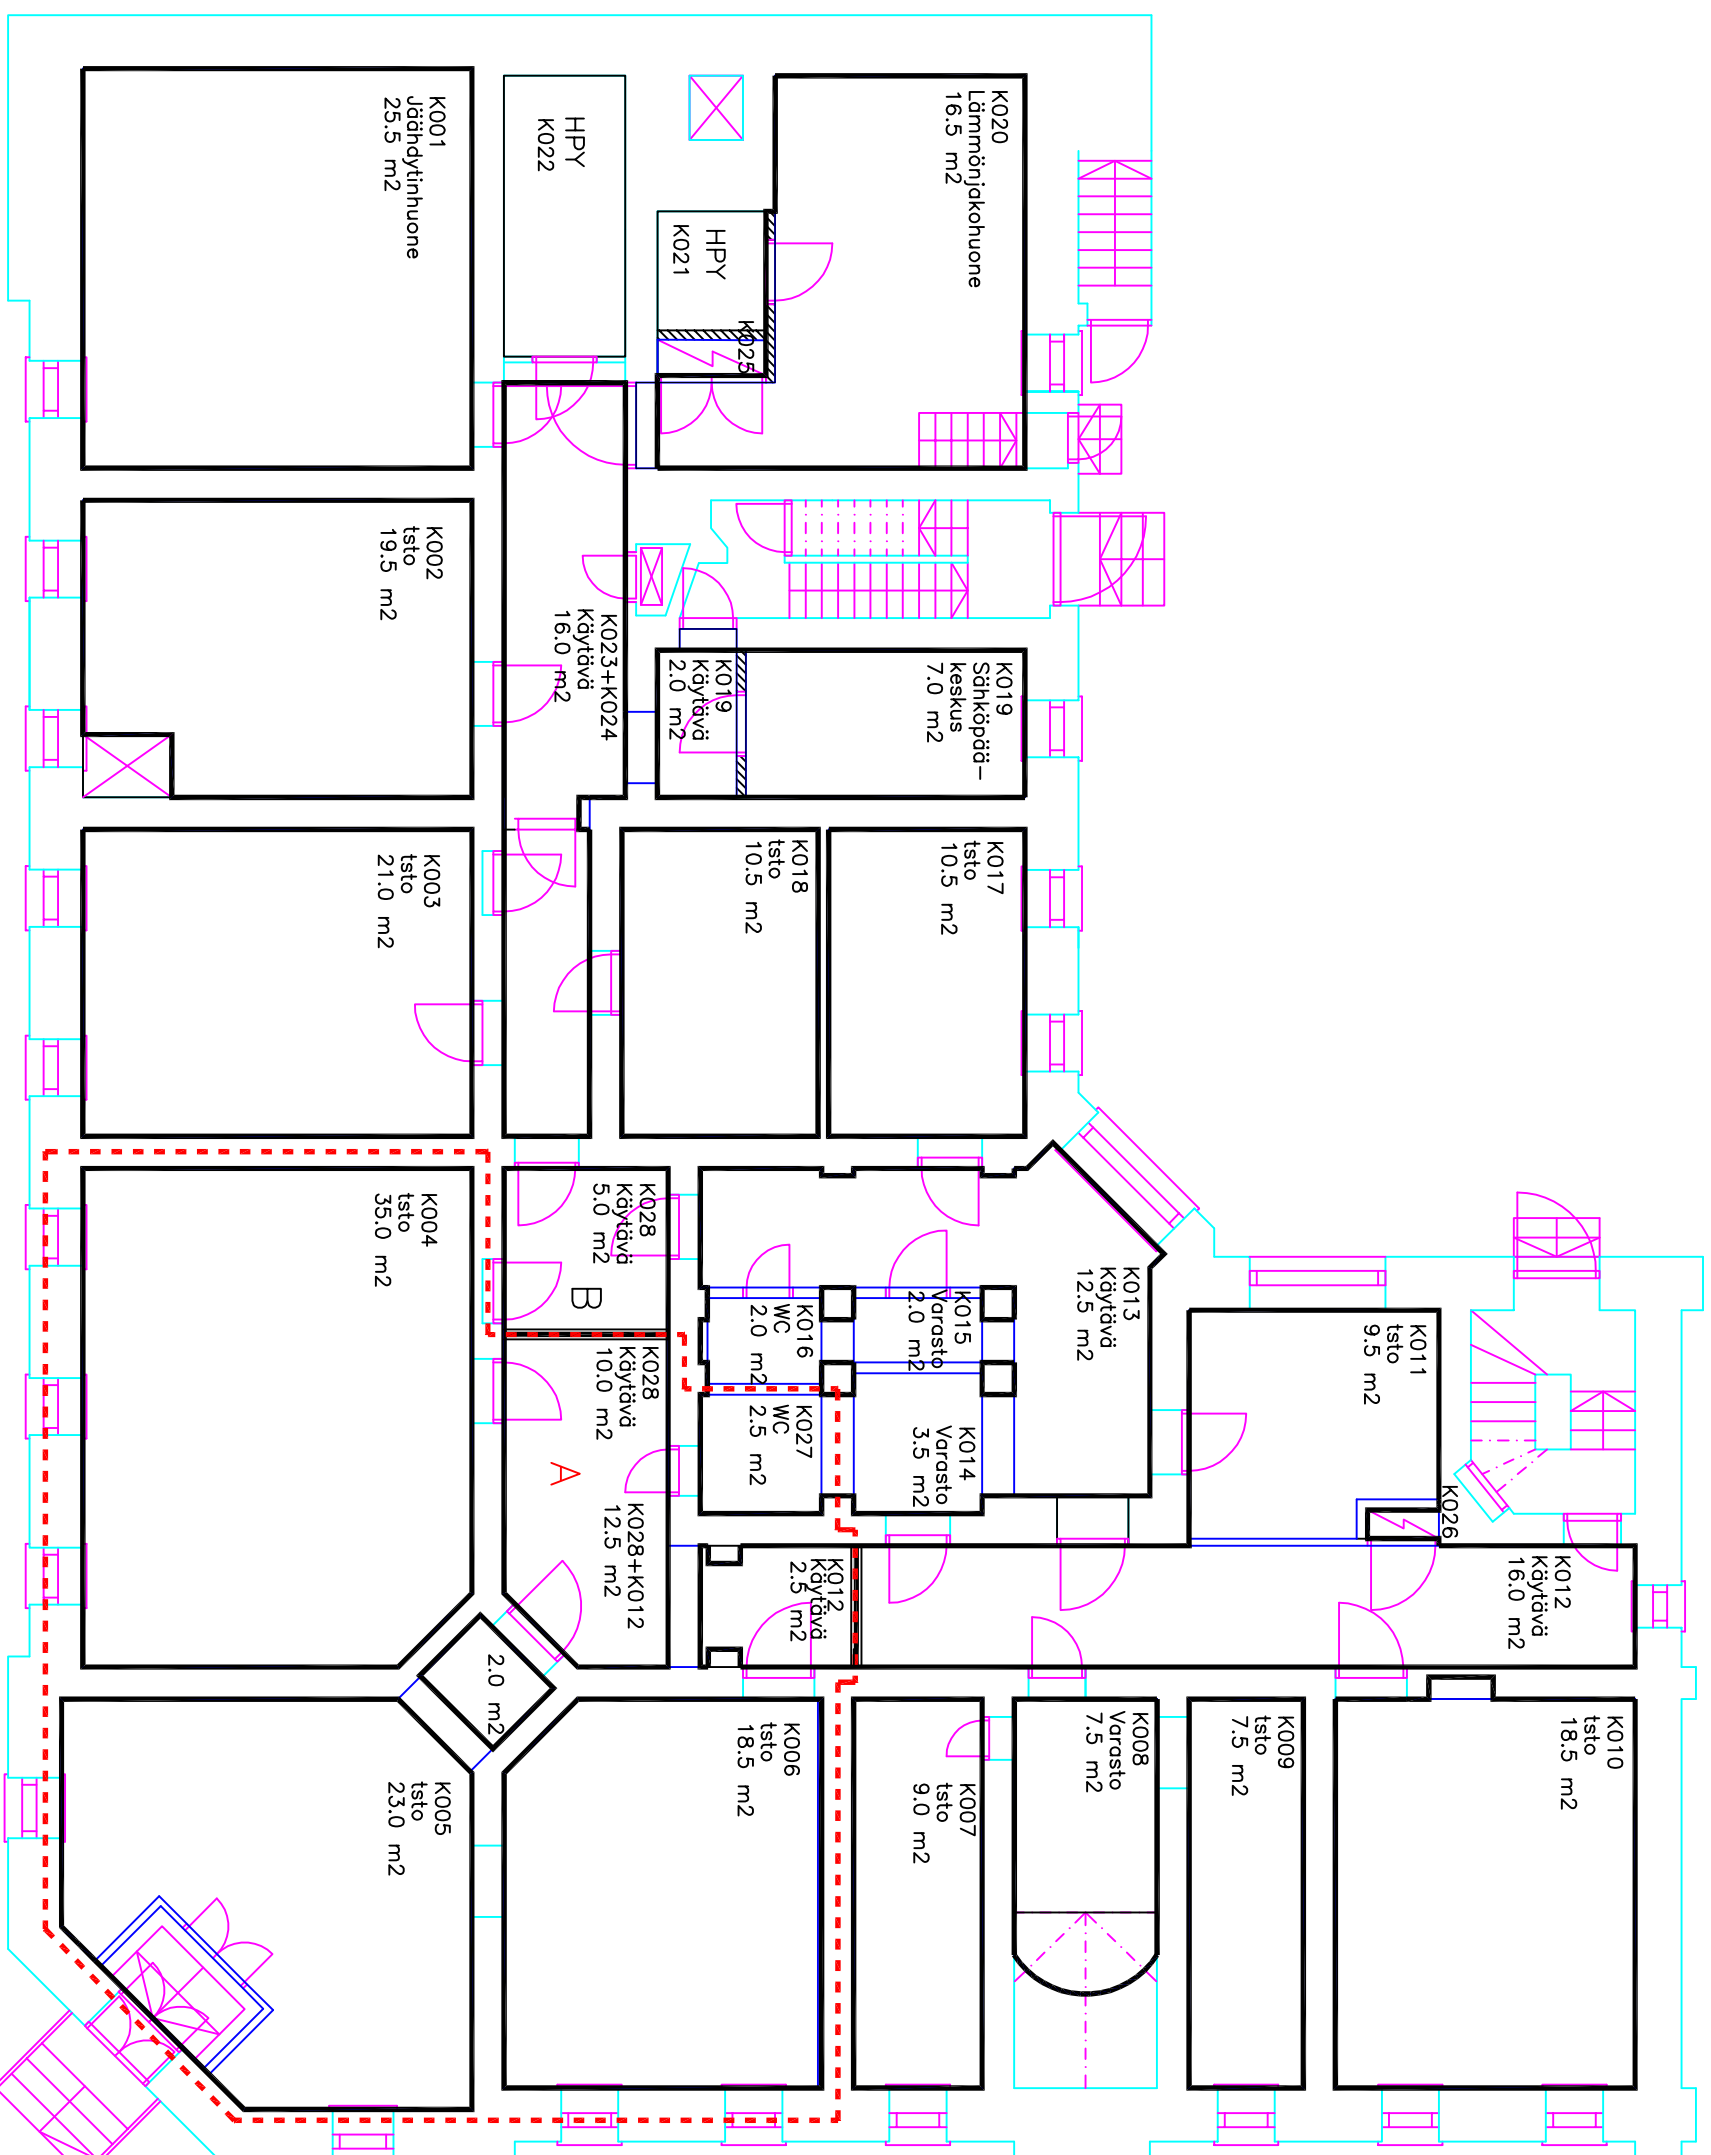 K001
Jäähdytinhuone
25.5 m2
HPY
K022
K020
Lämmönjakohuone
16.5 m2
HPY
K021
K025
K002
tsto
19.5 m2
K023+K024
Käytävä
16.0 m2
K019
Käytävä
2.0 m2
K019
Sähköpää-
keskus
7.0 m2
K003
tsto
21.0 m2
K018
tsto
10.5 m2
K017
tsto
10.5 m2
K004
tsto
35.0 m2
K028
Käytävä
5.0 m2
B
K028
Käytävä
10.0 m2
A
K028+K012
12.5 m2
K016
WC
2.0 m2
K015
Varasto
2.0 m2
K013
Käytävä
12.5 m2
K027
WC
2.5 m2
K014
Varasto
3.5 m2
K011
tsto
9.5 m2
K026
K012
Käytävä
2.5 m2
K012
Käytävä
16.0 m2
2.0 m2
K005
tsto
23.0 m2
K006
tsto
18.5 m2
K007
tsto
9.0 m2
K008
Varasto
7.5 m2
K009
tsto
7.5 m2
K010
tsto
18.5 m2